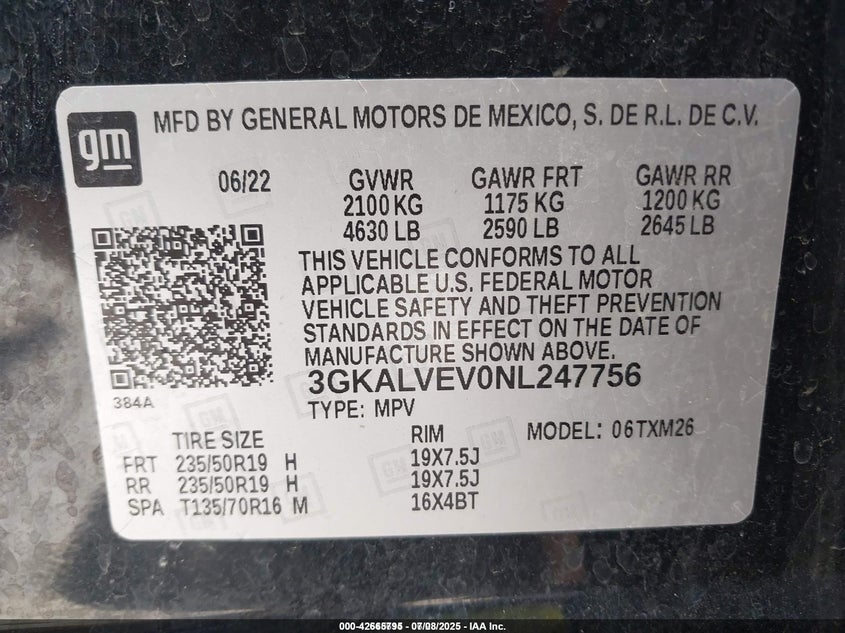 gm
MFD BY GENERAL MOTORS DE MEXICO, S. DE R.L. DE C.V.
06/22 GVWR GAWR FRT GAWR RR
2100 KG 1175 KG 1200 KG
4630 LB 2590 LB 2645 LB
THIS VEHICLE CONFORMS TO ALL
APPLICABLE U.S. FEDERAL MOTOR
VEHICLE SAFETY AND THEFT PREVENTION
STANDARDS IN EFFECT ON THE DATE OF
MANUFACTURE SHOWN ABOVE.
3GKALVEV0NL247756
384A
TYPE: MPV
TIRE SIZE RIM MODEL: 06TXM26
FRT 235/50R19 H 19X7.5J
RR 235/50R19 H 19X7.5J
SPA T135/70R16 M 16X4BT
07/08/2025 - IAA Inc.